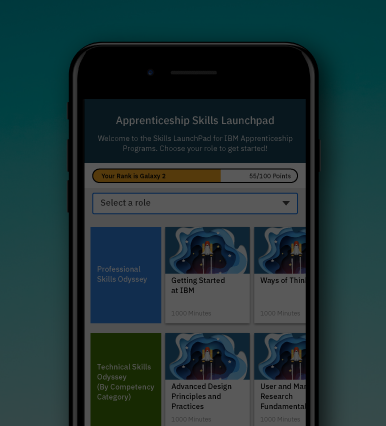 Apprenticeship Skills Launchpad
Welcome to the Skills LaunchPad for IBM Apprenticeship
Programs. Choose your role to get started!
Your Rank is Galaxy 2
55/100 Points
Select a role
Professional
Skills Odyssey
Getting Started
at IBM
1000 Minutes
Ways of Thin
1000 Minutes
Technical Skills
Odyssey
(By Competency
Category)
Advanced Design
Principles and
Practices
1000 Minutes
User and Mar
Research
Fundamental
1000 Minutes